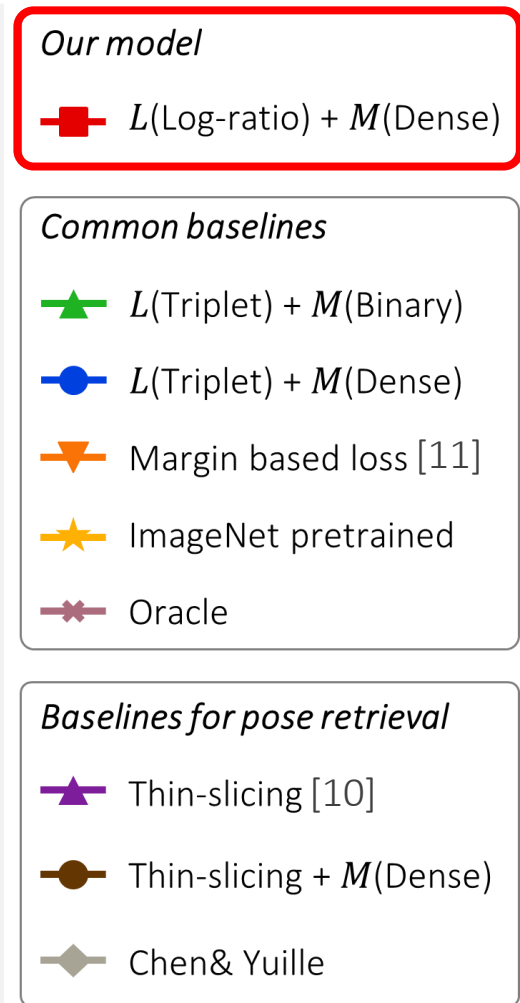 Our model
L(Log-ratio) + M(Dense)
Common baselines
L(Triplet) + M(Binary)
L(Triplet) + M(Dense)
Margin based loss [11]
ImageNet pretrained
Oracle
Baselines for pose retrieval
Thin-slicing [10]
Thin-slicing + M(Dense)
Chen& Yuille